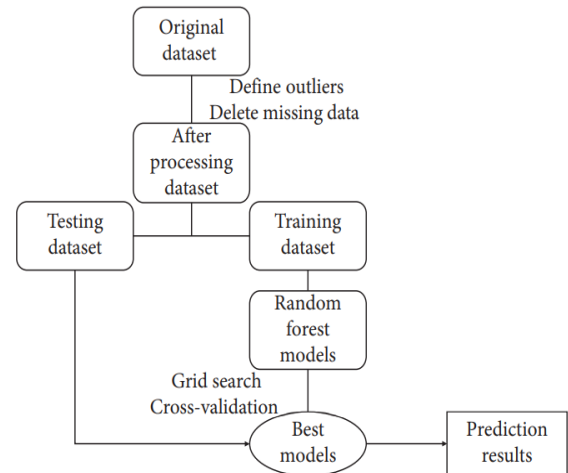 Original
dataset
Define outliers
Delete missing data
After
processing
dataset
Testing
dataset
Training
dataset
Random
forest
models
Grid search
Cross-validation
Best
models
Prediction
results